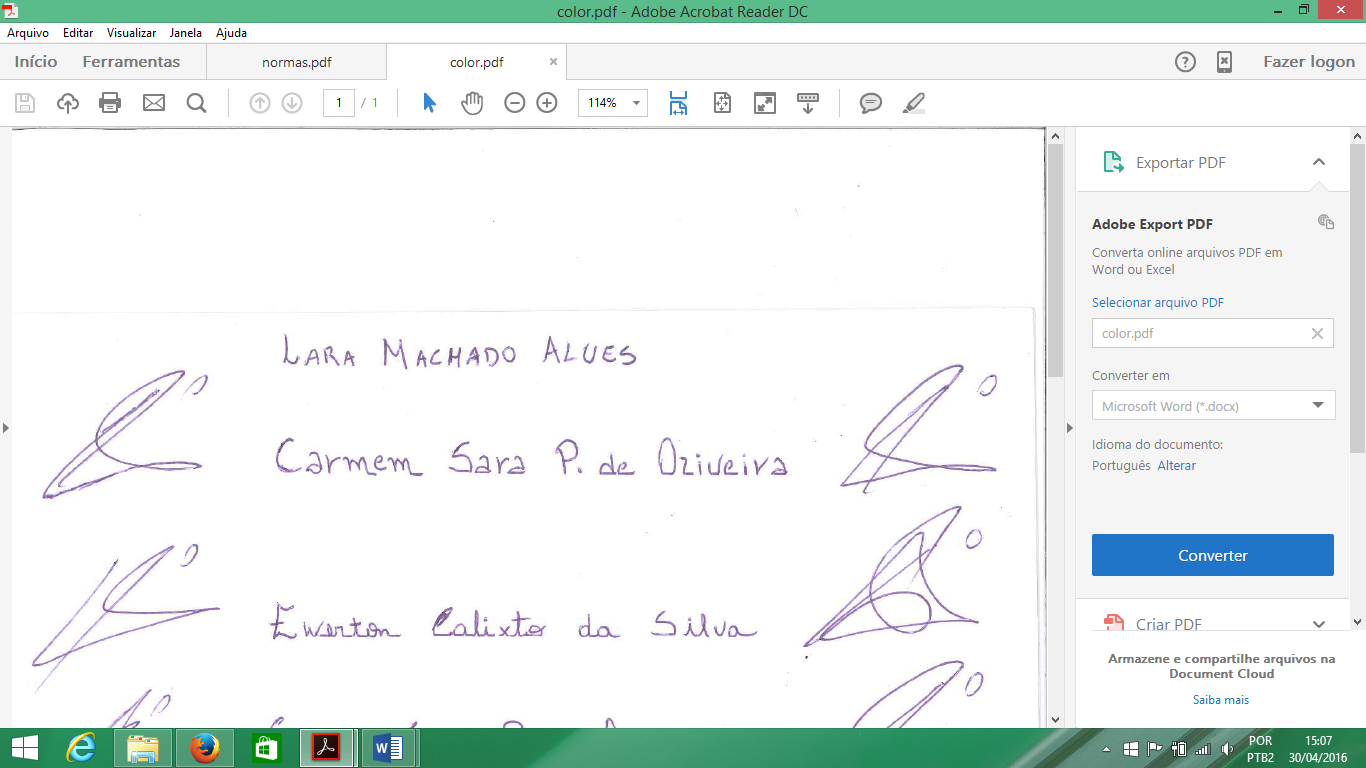 color.pdf - Adobe Acrobat Reader DC
Arquivo Editar Visualizar Janela Ajuda
Início Ferramentas normas.pdf color.pdf Fazer logon
1 / 1 114%
LARA MACHADO ALVES
Carmem Sara P. de Oziveira
Ewerton Calixto da Silva
Exportar PDF
Adobe Export PDF
Converta online arquivos PDF em
Word ou Excel
Selecionar arquivo PDF
color.pdf
Converter em
Microsoft Word (*.docx)
Idioma do documento:
Português Alterar
Converter
Criar PDF
Armazene e compartilhe arquivos na
Document Cloud
Saiba mais
POR 15:07
PTB2 30/04/2016